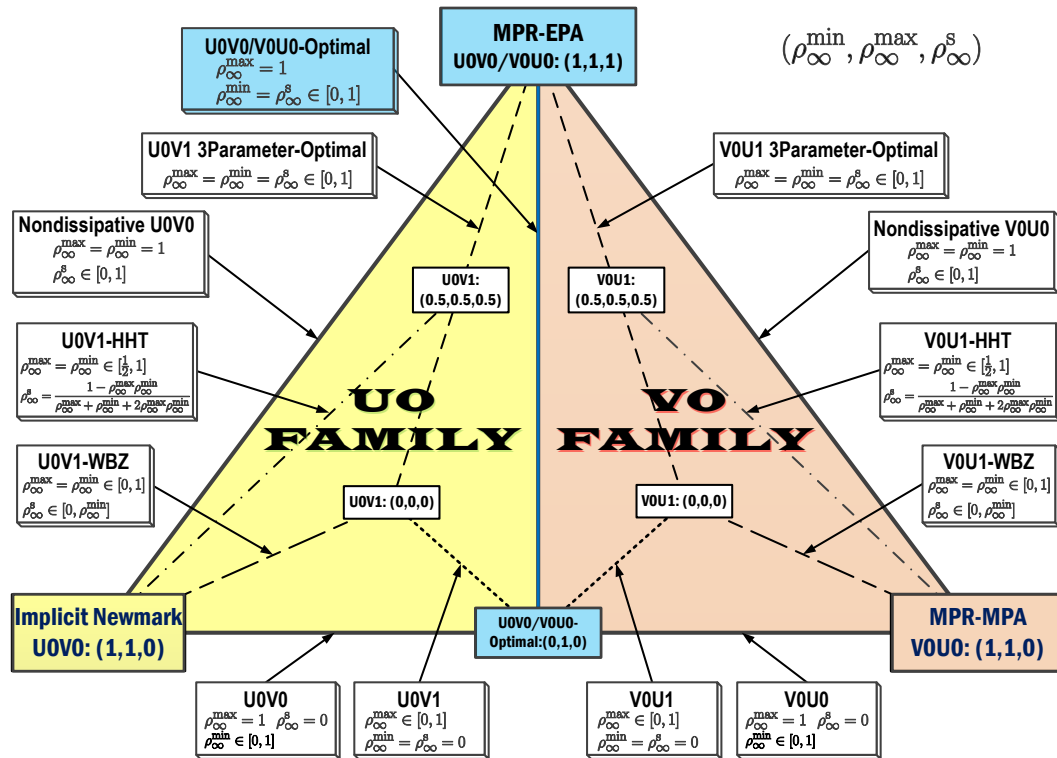 MPR-EPA
U0V0/V0U0: (1,1,1)
(ρ∞^min, ρ∞^max, ρ∞^s)
U0V0/V0U0-Optimal
ρ∞^max = 1
ρ∞^min = ρ∞^s ∈ [0, 1]
U0V1 3Parameter-Optimal
ρ∞^max = ρ∞^min = ρ∞^s ∈ [0, 1]
V0U1 3Parameter-Optimal
ρ∞^max = ρ∞^min = ρ∞^s ∈ [0, 1]
Nondissipative U0V0
ρ∞^max = ρ∞^min = 1
ρ∞^s ∈ [0, 1]
Nondissipative V0U0
ρ∞^max = ρ∞^min = 1
ρ∞^s ∈ [0, 1]
U0V1:
(0.5,0.5,0.5)
V0U1:
(0.5,0.5,0.5)
U0V1-HHT
ρ∞^max = ρ∞^min ∈ [1/2, 1]
ρ∞^s = (1 − ρ∞^max ρ∞^min)/(ρ∞^max + ρ∞^min + 2ρ∞^max ρ∞^min)
V0U1-HHT
ρ∞^max = ρ∞^min ∈ [1/2, 1]
ρ∞^s = (1 − ρ∞^max ρ∞^min)/(ρ∞^max + ρ∞^min + 2ρ∞^max ρ∞^min)
U0
FAMILY
V0
FAMILY
U0V1-WBZ
ρ∞^max = ρ∞^min ∈ [0, 1]
ρ∞^s ∈ [0, ρ∞^min]
V0U1-WBZ
ρ∞^max = ρ∞^min ∈ [0, 1]
ρ∞^s ∈ [0, ρ∞^min]
U0V1: (0,0,0)
V0U1: (0,0,0)
Implicit Newmark
U0V0: (1,1,0)
U0V0/V0U0-
Optimal:(0,1,0)
MPR-MPA
V0U0: (1,1,0)
U0V0
ρ∞^max = 1 ρ∞^s = 0
ρ∞^min ∈ [0, 1]
U0V1
ρ∞^max ∈ [0, 1]
ρ∞^min = ρ∞^s = 0
V0U1
ρ∞^max ∈ [0, 1]
ρ∞^min = ρ∞^s = 0
V0U0
ρ∞^max = 1 ρ∞^s = 0
ρ∞^min ∈ [0, 1]